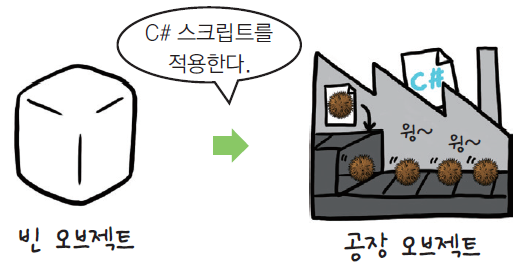 C# 스크립트를
적용한다.
C#
윙~
윙~
빈 오브젝트
공장 오브젝트